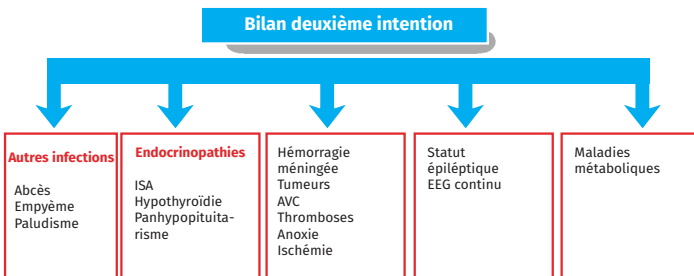 Bilan deuxième intention
Autres infections
Abcès
Empyème
Paludisme
Endocrinopathies
ISA
Hypothyroïdie
Panhypopituita-
risme
Hémorragie
méningée
Tumeurs
AVC
Thromboses
Anoxie
Ischémie
Statut
épiléptique
EEG continu
Maladies
métaboliques